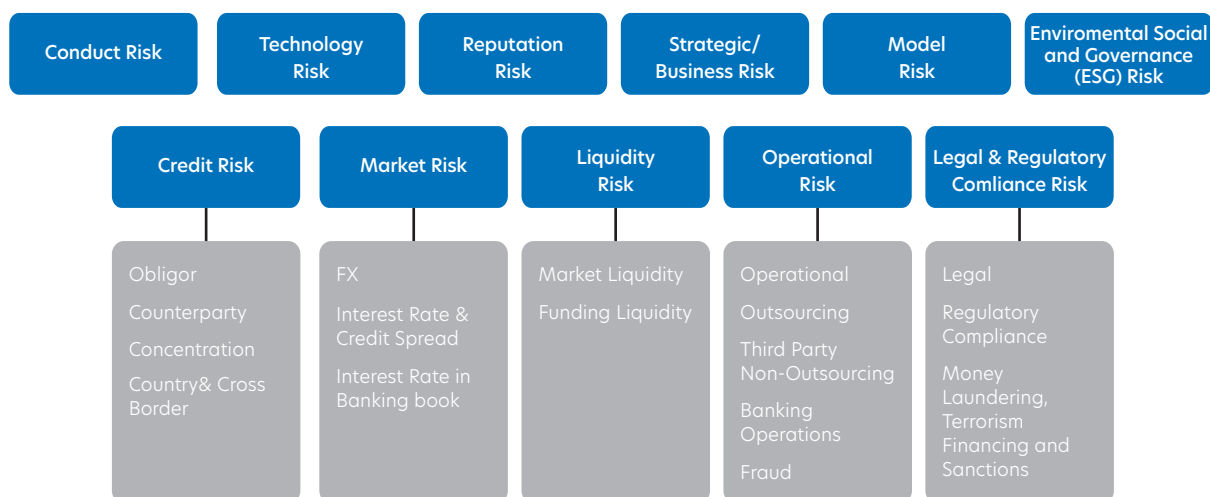 Conduct Risk
Technology
Risk
Reputation
Risk
Strategic/
Business Risk
Model
Risk
Enviromental Social
and Governance
(ESG) Risk
Credit Risk
Market Risk
Liquidity
Risk
Operational
Risk
Legal & Regulatory
Comliance Risk
Obligor
Counterparty
Concentration
Country& Cross
Border
FX
Interest Rate &
Credit Spread
Interest Rate in
Banking book
Market Liquidity
Funding Liquidity
Operational
Outsourcing
Third Party
Non-Outsourcing
Banking
Operations
Fraud
Legal
Regulatory
Compliance
Money
Laundering,
Terrorism
Financing and
Sanctions